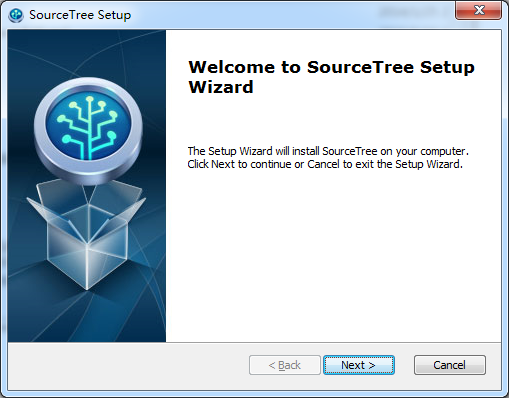 SourceTree Setup
Welcome to SourceTree Setup
Wizard
The Setup Wizard will install SourceTree on your computer.
Click Next to continue or Cancel to exit the Setup Wizard.
< Back
Next >
Cancel